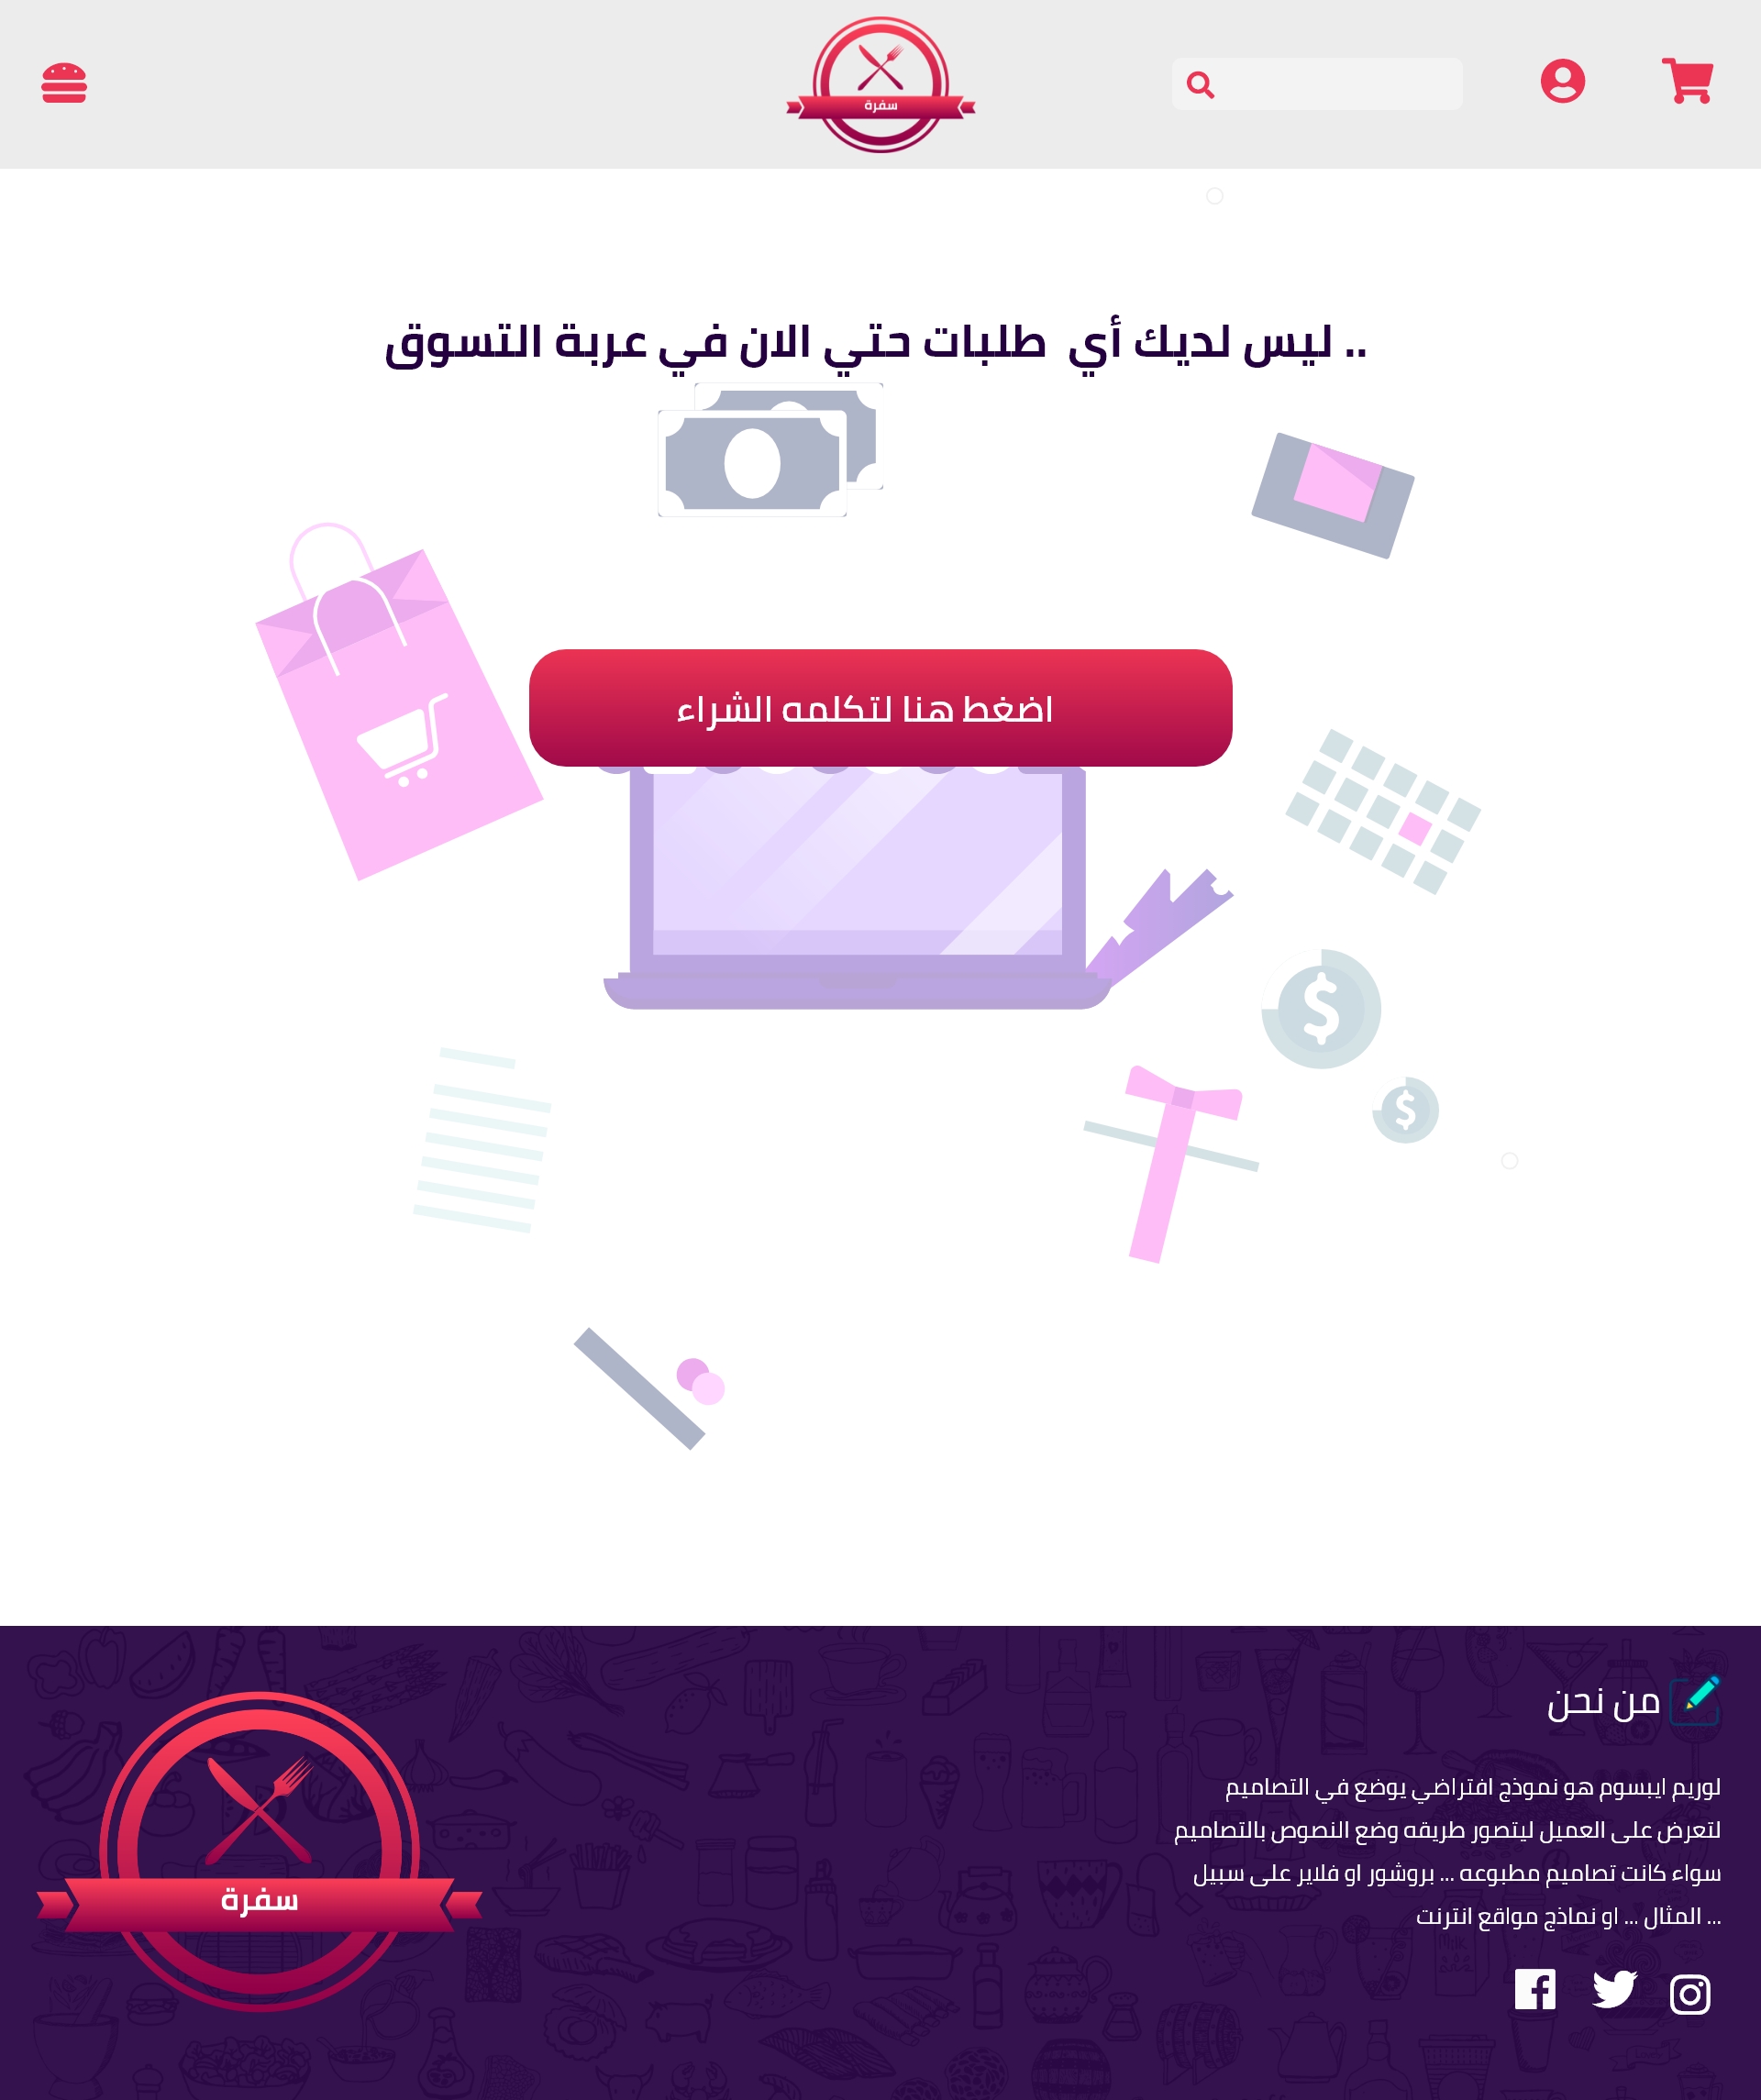 سفرة
ليس لديك أي طلبات حتي الان في عربة التسوق ..
اضغط هنا لتكلمه الشراء
من نحن
لوريم ايبسوم هو نموذج افتراضي يوضع في التصاميم
لتعرض على العميل ليتصور طريقه وضع النصوص بالتصاميم
سواء كانت تصاميم مطبوعه ... بروشور او فلاير على سبيل
المثال ... او نماذج مواقع انترنت ...
سفرة